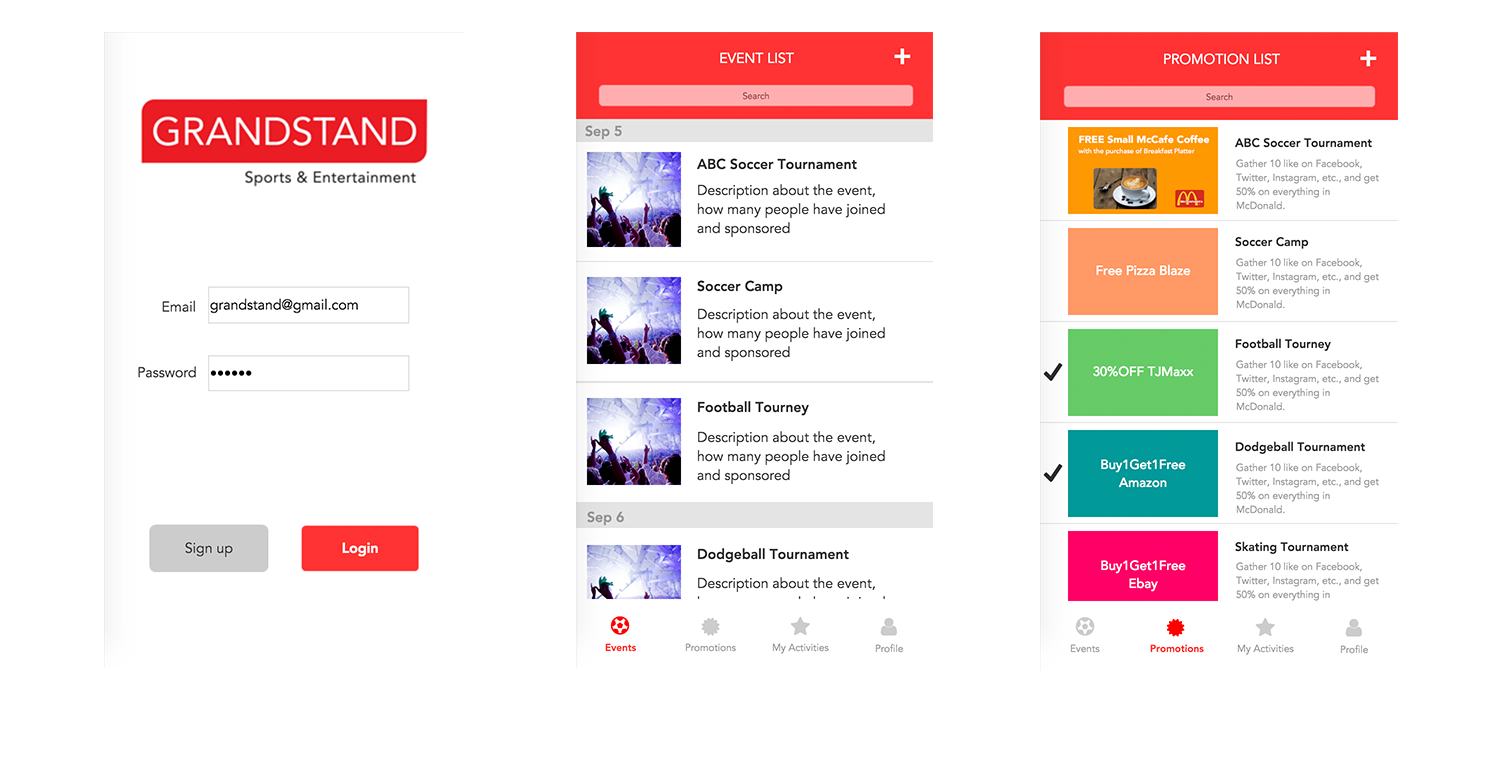 GRANDSTAND
Sports & Entertainment
Email
grandstand@gmail.com
Password
••••••
Sign up
Login
EVENT LIST
+
Search
Sep 5
ABC Soccer Tournament
Description about the event,
how many people have joined
and sponsored
Soccer Camp
Description about the event,
how many people have joined
and sponsored
Football Tourney
Description about the event,
how many people have joined
and sponsored
Sep 6
Dodgeball Tournament
Description about the event,
Events
Promotions
My Activities
Profile
PROMOTION LIST
+
Search
FREE Small McCafe Coffee
with the purchase of Breakfast Platter
ABC Soccer Tournament
Gather 10 like on Facebook,
Twitter, Instagram, etc., and get
50% on everything in
McDonald.
Free Pizza Blaze
Soccer Camp
Gather 10 like on Facebook,
Twitter, Instagram, etc., and get
50% on everything in
McDonald.
30%OFF TJMaxx
Football Tourney
Gather 10 like on Facebook,
Twitter, Instagram, etc., and get
50% on everything in
McDonald.
Buy1Get1Free
Amazon
Dodgeball Tournament
Gather 10 like on Facebook,
Twitter, Instagram, etc., and get
50% on everything in
McDonald.
Buy1Get1Free
Ebay
Skating Tournament
Gather 10 like on Facebook,
Twitter, Instagram, etc., and get
50% on everything in
Events
Promotions
My Activities
Profile